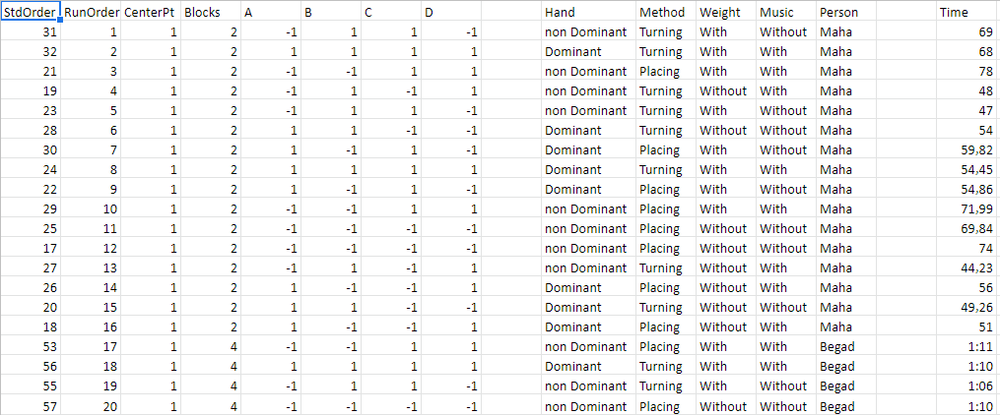 StdOrder RunOrder CenterPt Blocks A B C D Hand Method Weight Music Person Time
31 1 1 2 -1 1 1 -1 non Dominant Turning With Without Maha 69
32 2 1 2 1 1 1 1 Dominant Turning With With Maha 68
21 3 1 2 -1 -1 1 1 non Dominant Placing With With Maha 78
19 4 1 2 -1 1 -1 1 non Dominant Turning Without With Maha 48
23 5 1 2 -1 1 1 -1 non Dominant Turning With Without Maha 47
28 6 1 2 1 1 -1 -1 Dominant Turning Without Without Maha 54
30 7 1 2 1 -1 1 -1 Dominant Placing With Without Maha 59,82
24 8 1 2 1 1 1 1 Dominant Turning With With Maha 54,45
22 9 1 2 1 -1 1 -1 Dominant Placing With Without Maha 54,86
29 10 1 2 -1 -1 1 1 non Dominant Placing With With Maha 71,99
25 11 1 2 -1 -1 -1 -1 non Dominant Placing Without Without Maha 69,84
17 12 1 2 -1 -1 -1 -1 non Dominant Placing Without Without Maha 74
27 13 1 2 -1 1 -1 1 non Dominant Turning Without With Maha 44,23
26 14 1 2 1 -1 -1 1 Dominant Placing Without With Maha 56
20 15 1 2 1 1 -1 -1 Dominant Turning Without Without Maha 49,26
18 16 1 2 1 -1 -1 1 Dominant Placing Without With Maha 51
53 17 1 4 -1 -1 1 1 non Dominant Placing With With Begad 1:11
56 18 1 4 1 1 1 1 Dominant Turning With With Begad 1:10
55 19 1 4 -1 1 1 -1 non Dominant Turning With Without Begad 1:06
57 20 1 4 -1 -1 -1 -1 non Dominant Placing Without Without Begad 1:10